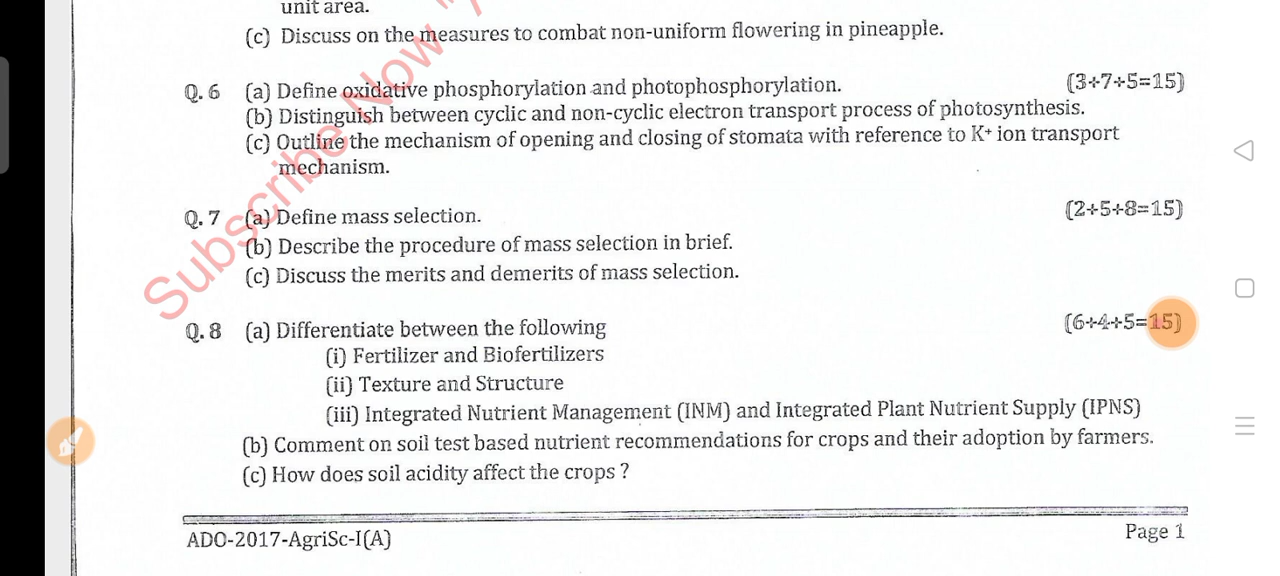 unit area.
(c) Discuss on the measures to combat non-uniform flowering in pineapple.
Q. 6 (a) Define oxidative phosphorylation and photophosphorylation. (3+7+5=15)
(b) Distinguish between cyclic and non-cyclic electron transport process of photosynthesis.
(c) Outline the mechanism of opening and closing of stomata with reference to K⁺ ion transport
mechanism.
Q. 7 (a) Define mass selection. (2+5+8=15)
(b) Describe the procedure of mass selection in brief.
(c) Discuss the merits and demerits of mass selection.
Q. 8 (a) Differentiate between the following (6+4+5=15)
(i) Fertilizer and Biofertilizers
(ii) Texture and Structure
(iii) Integrated Nutrient Management (INM) and Integrated Plant Nutrient Supply (IPNS)
(b) Comment on soil test based nutrient recommendations for crops and their adoption by farmers.
(c) How does soil acidity affect the crops ?
ADO-2017-AgriSc-I(A) Page 1
Subscribe Now